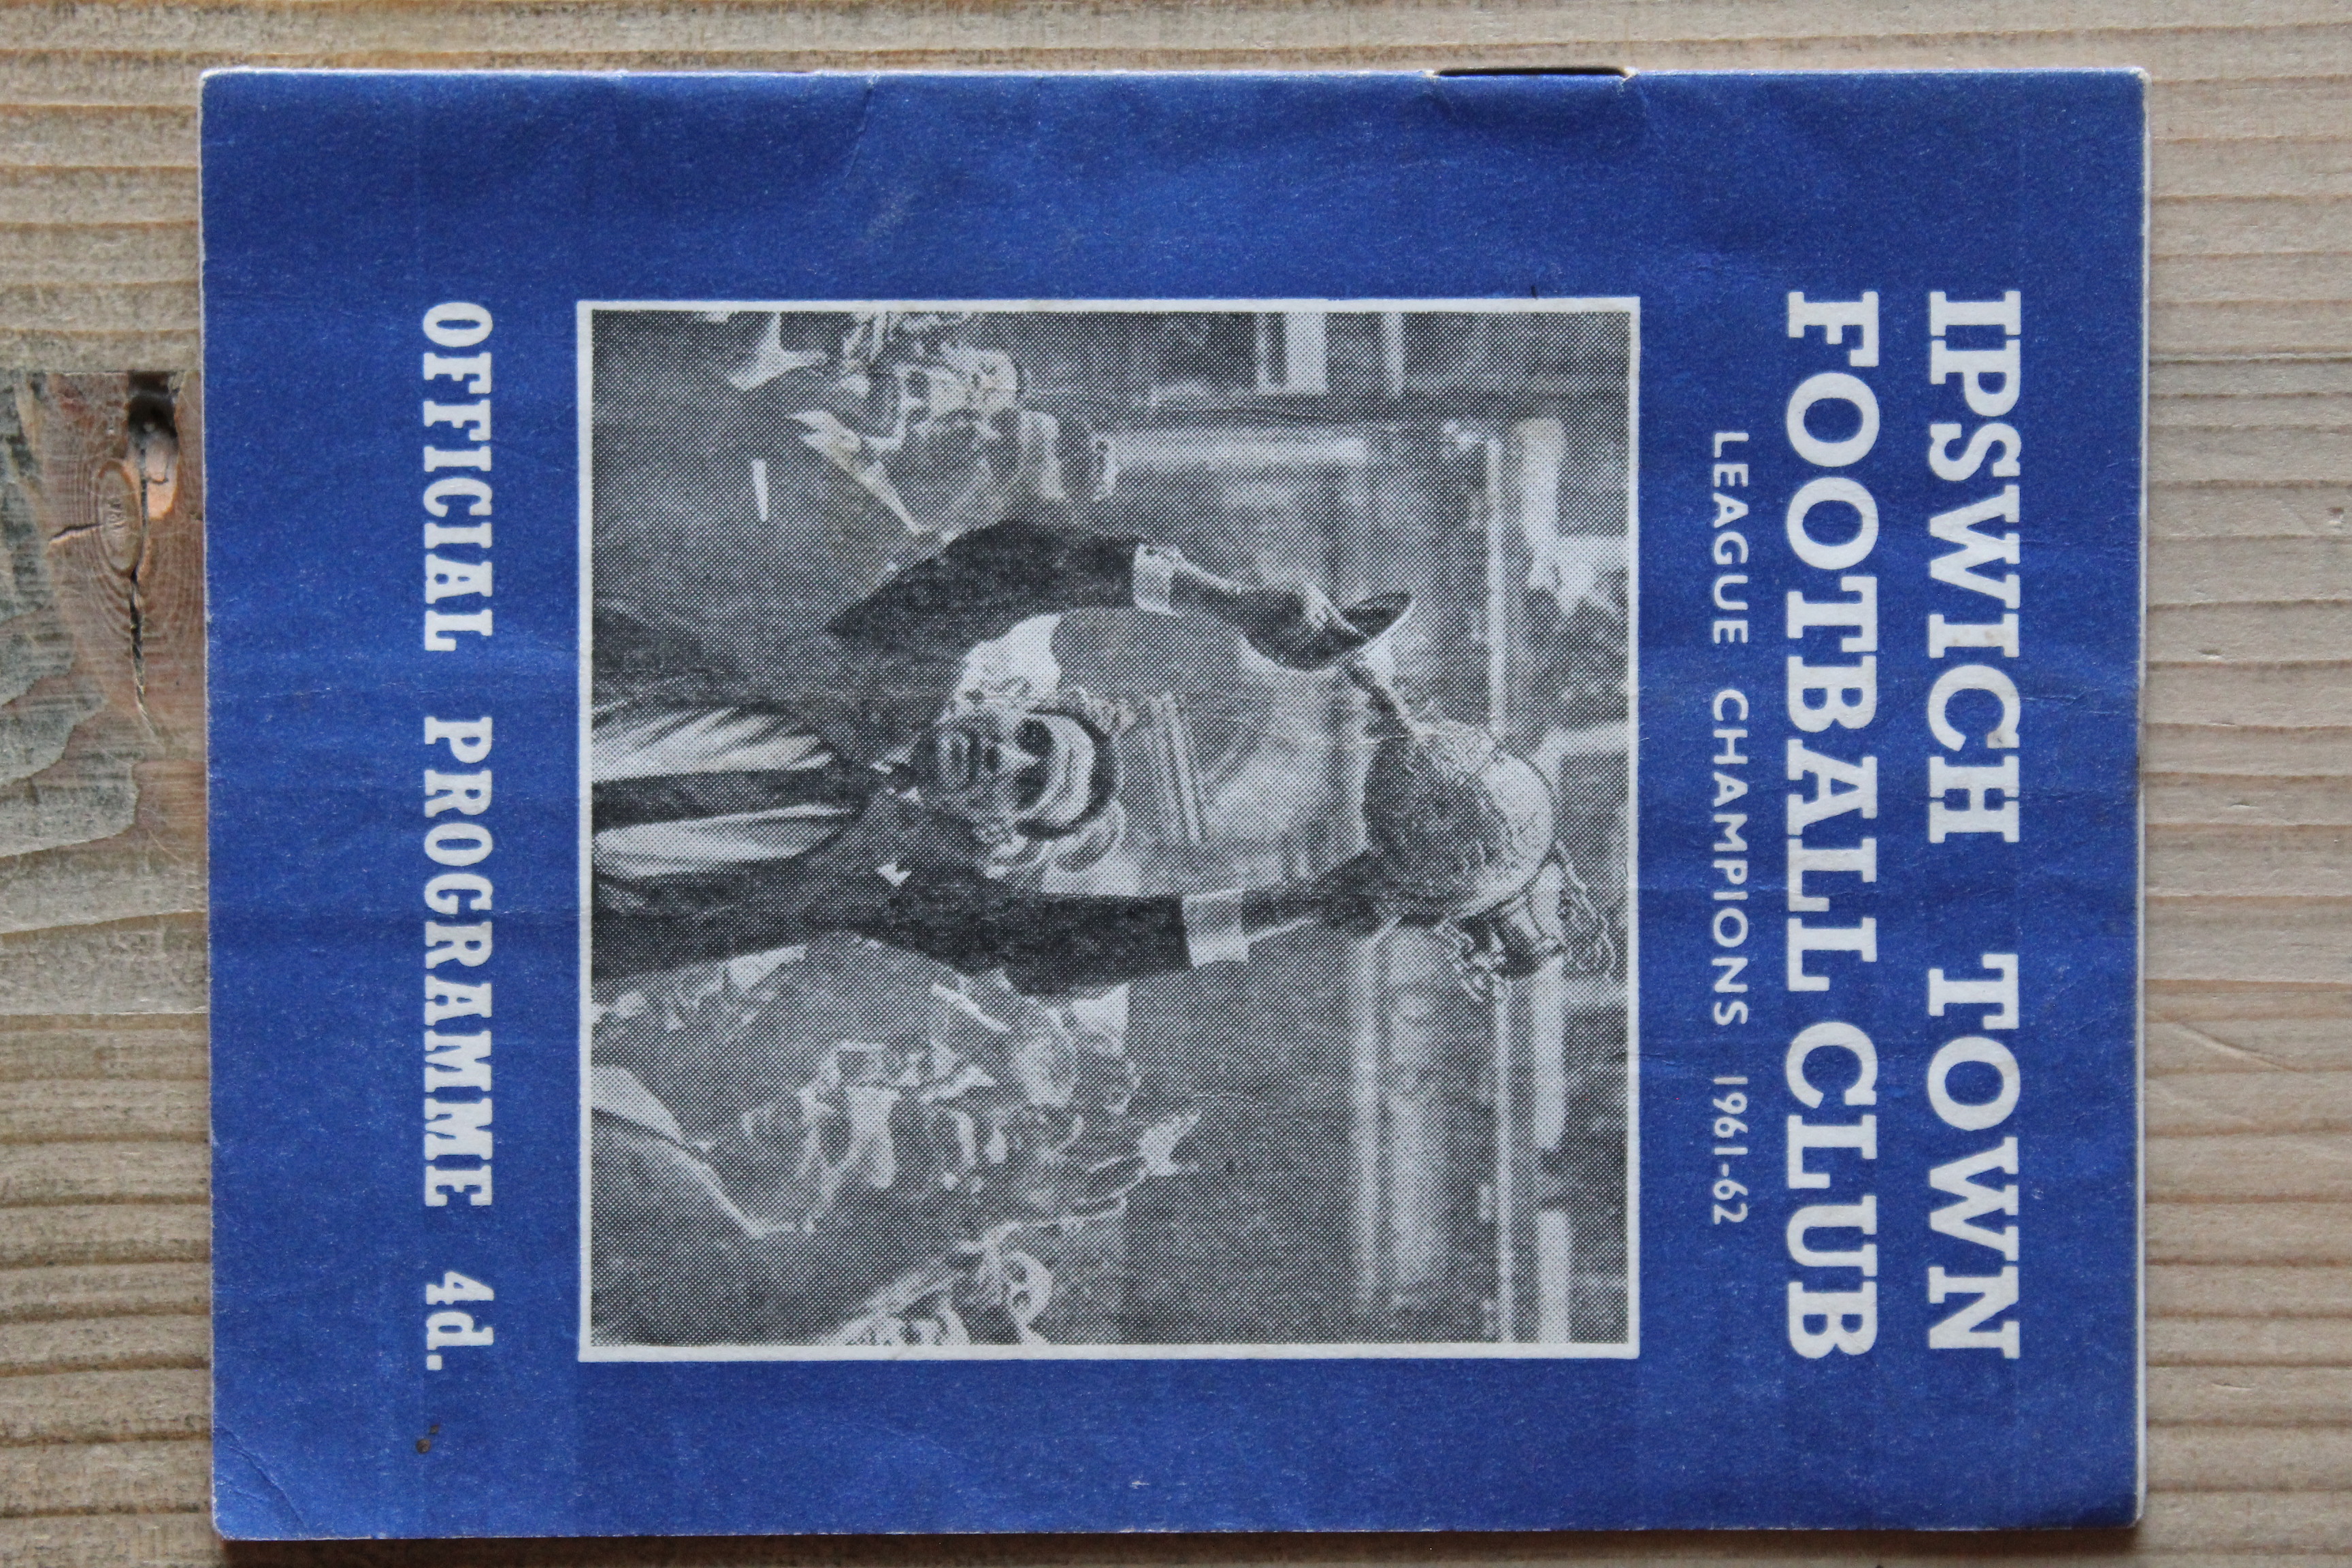 IPSWICH TOWN
FOOTBALL CLUB
LEAGUE CHAMPIONS 1961-62
OFFICIAL PROGRAMME 4d.